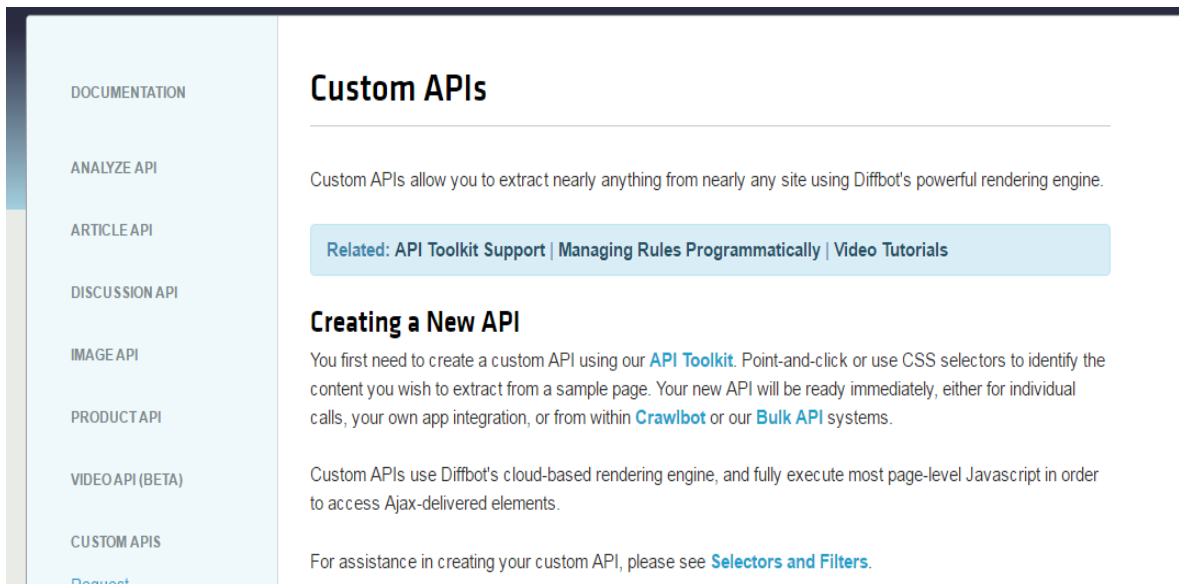 DOCUMENTATION
ANALYZE API
ARTICLE API
DISCUSSION API
IMAGE API
PRODUCT API
VIDEO API (BETA)
CUSTOM APIS
Request
Custom APIs
Custom APIs allow you to extract nearly anything from nearly any site using Diffbot's powerful rendering engine.
Related: API Toolkit Support | Managing Rules Programmatically | Video Tutorials
Creating a New API
You first need to create a custom API using our API Toolkit. Point-and-click or use CSS selectors to identify the
content you wish to extract from a sample page. Your new API will be ready immediately, either for individual
calls, your own app integration, or from within Crawlbot or our Bulk API systems.
Custom APIs use Diffbot's cloud-based rendering engine, and fully execute most page-level Javascript in order
to access Ajax-delivered elements.
For assistance in creating your custom API, please see Selectors and Filters.